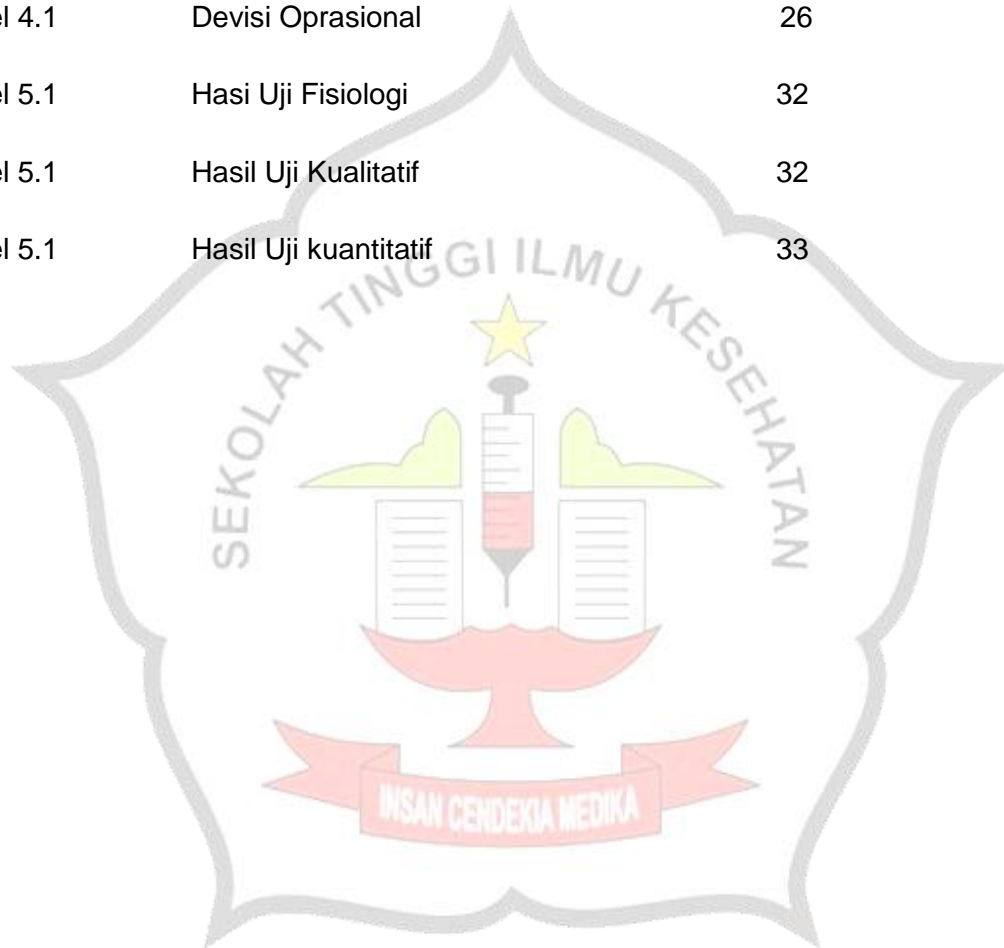 el 4.1 Devisi Oprasional 26
el 5.1 Hasi Uji Fisiologi 32
el 5.1 Hasil Uji Kualitatif 32
el 5.1 Hasil Uji kuantitatif 33
SEKOLAH TINGGI ILMU KESEHATAN
INSAN CENDEKIA MEDIKA